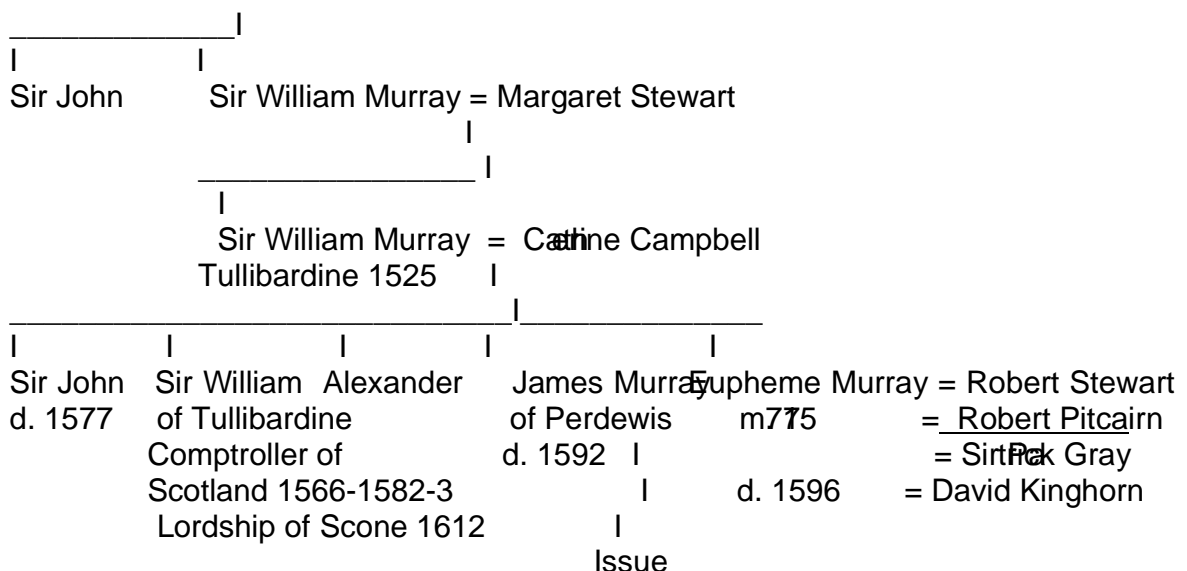 Sir John Sir William Murray = Margaret Stewart
Sir William Murray = Campbell
Tullibardine 1525
Sir John Sir William Alexander James Murray Eupheme Murray = Robert Stewart
d. 1577 of Tullibardine of Perdewis = Robert Pitcairn
Comptroller of d. 1592 = Gray
Scotland 1566-1582-3 d. 1596 = David Kinghorn
Lordship of Scone 1612
Issue